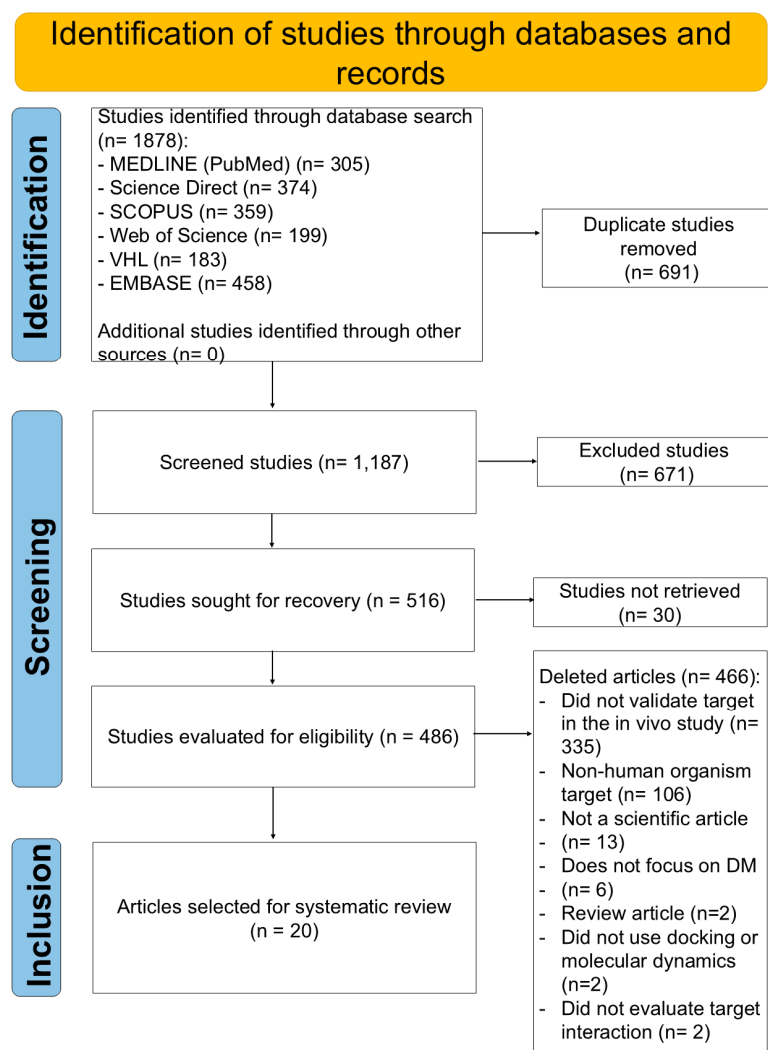 Identification of studies through databases and
records
Identification
Studies identified through database search
(n= 1878):
- MEDLINE (PubMed) (n= 305)
- Science Direct (n= 374)
- SCOPUS (n= 359)
- Web of Science (n= 199)
- VHL (n= 183)
- EMBASE (n= 458)
Additional studies identified through other
sources (n= 0)
Duplicate studies
removed
(n= 691)
Screening
Screened studies (n= 1,187)
Excluded studies
(n= 671)
Studies sought for recovery (n = 516)
Studies not retrieved
(n= 30)
Studies evaluated for eligibility (n = 486)
Deleted articles (n= 466):
- Did not validate target
in the in vivo study (n=
335)
- Non-human organism
target (n= 106)
- Not a scientific article
- (n= 13)
- Does not focus on DM
- (n= 6)
- Review article (n=2)
- Did not use docking or
molecular dynamics
(n=2)
- Did not evaluate target
interaction (n= 2)
Inclusion
Articles selected for systematic review
(n = 20)